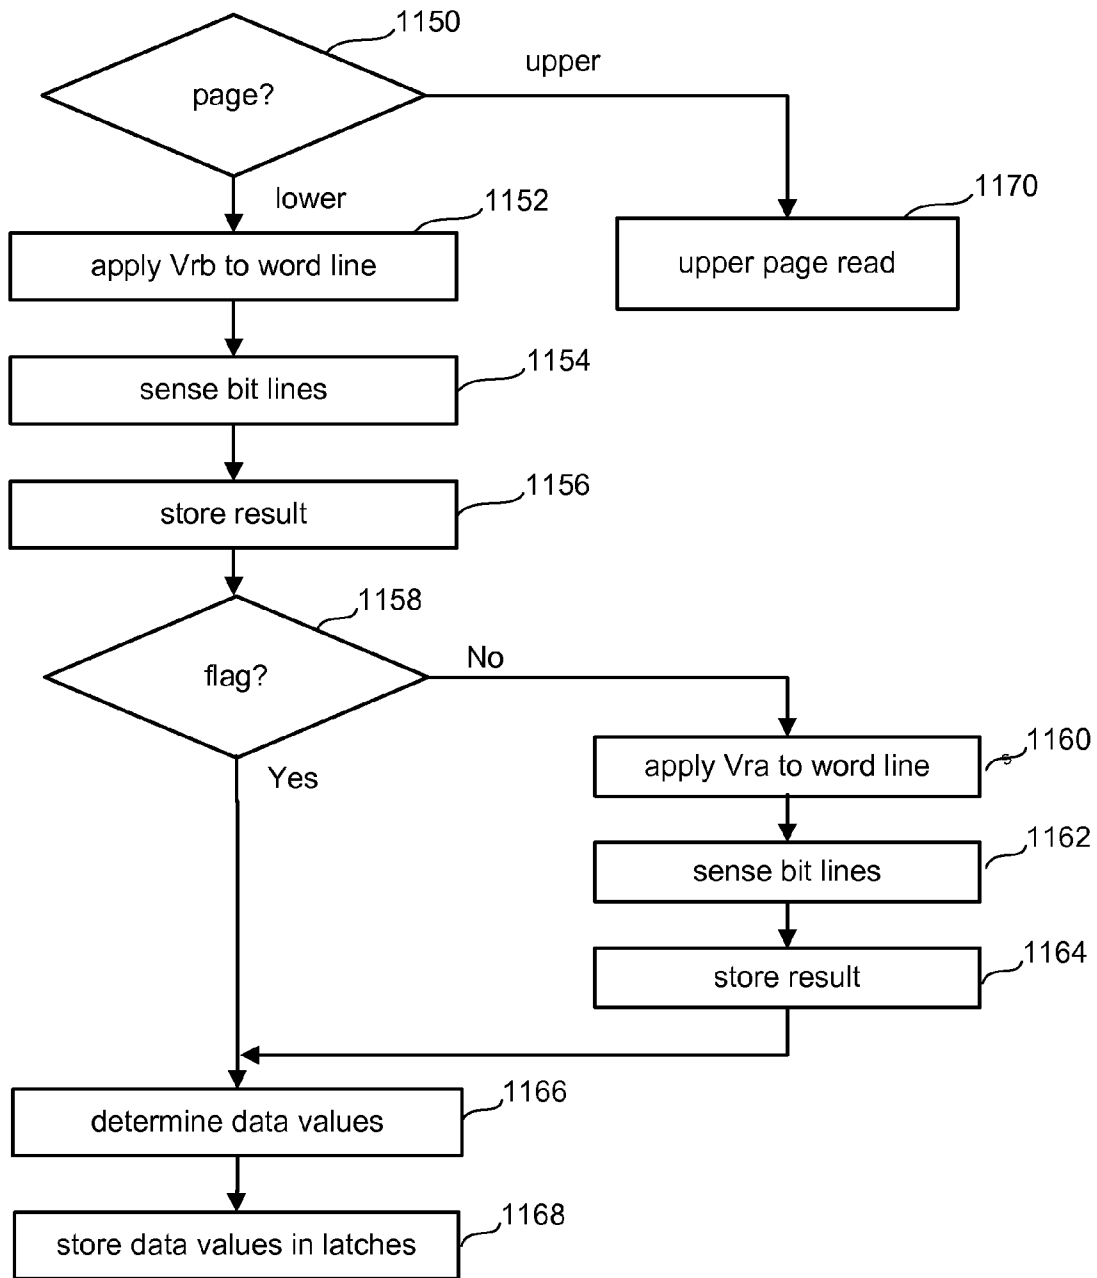 1150
upper
page?
lower
1152
1170
apply Vrb to word line
upper page read
1154
sense bit lines
1156
store result
1158
No
flag?
1160
apply Vra to word line
s
Yes
1162
sense bit lines
1164
store result
1166
determine data values
1168
store data values in latches